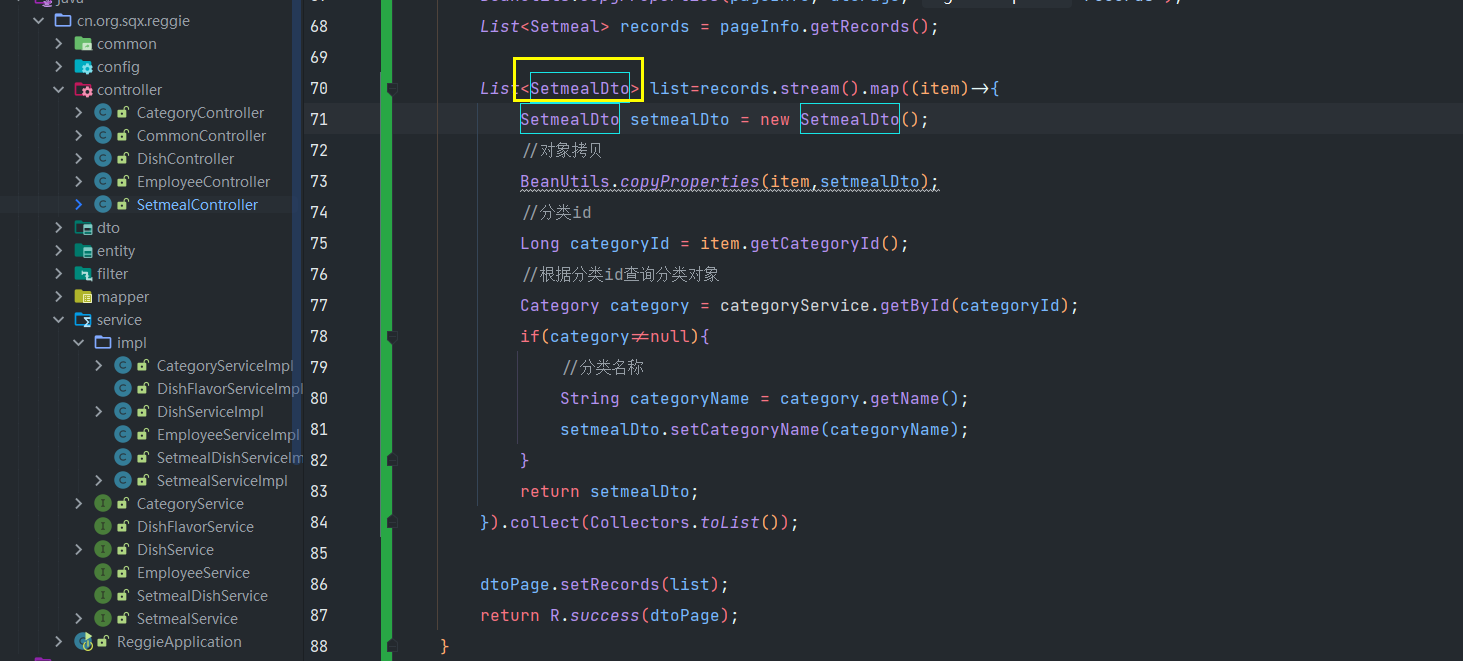 java
cn.org.sqx.reggie
common
config
controller
CategoryController
CommonController
DishController
EmployeeController
SetmealController
dto
entity
filter
mapper
service
impl
CategoryServiceImpl
DishFlavorServiceImpl
DishServiceImpl
EmployeeServiceImpl
SetmealDishServiceIm
SetmealServiceImpl
CategoryService
DishFlavorService
DishService
EmployeeService
SetmealDishService
SetmealService
ReggieApplication
68 List<Setmeal> records = pageInfo.getRecords();
69
70 List<SetmealDto> list=records.stream().map((item)->{
71 SetmealDto setmealDto = new SetmealDto();
72 //对象拷贝
73 BeanUtils.copyProperties(item,setmealDto);
74 //分类id
75 Long categoryId = item.getCategoryId();
76 //根据分类id查询分类对象
77 Category category = categoryService.getById(categoryId);
78 if(category!=null){
79 //分类名称
80 String categoryName = category.getName();
81 setmealDto.setCategoryName(categoryName);
82 }
83 return setmealDto;
84 }).collect(Collectors.toList());
85
86 dtoPage.setRecords(list);
87 return R.success(dtoPage);
88 }